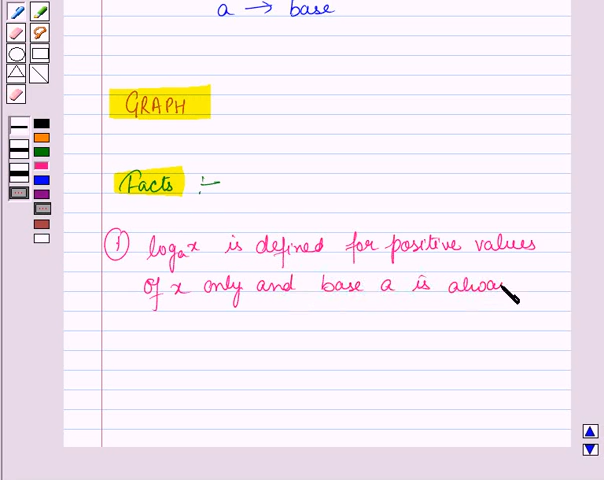 a → base
GRAPH
Facts :-
① logₐx is defined for positive values
of x only and base a is alwa